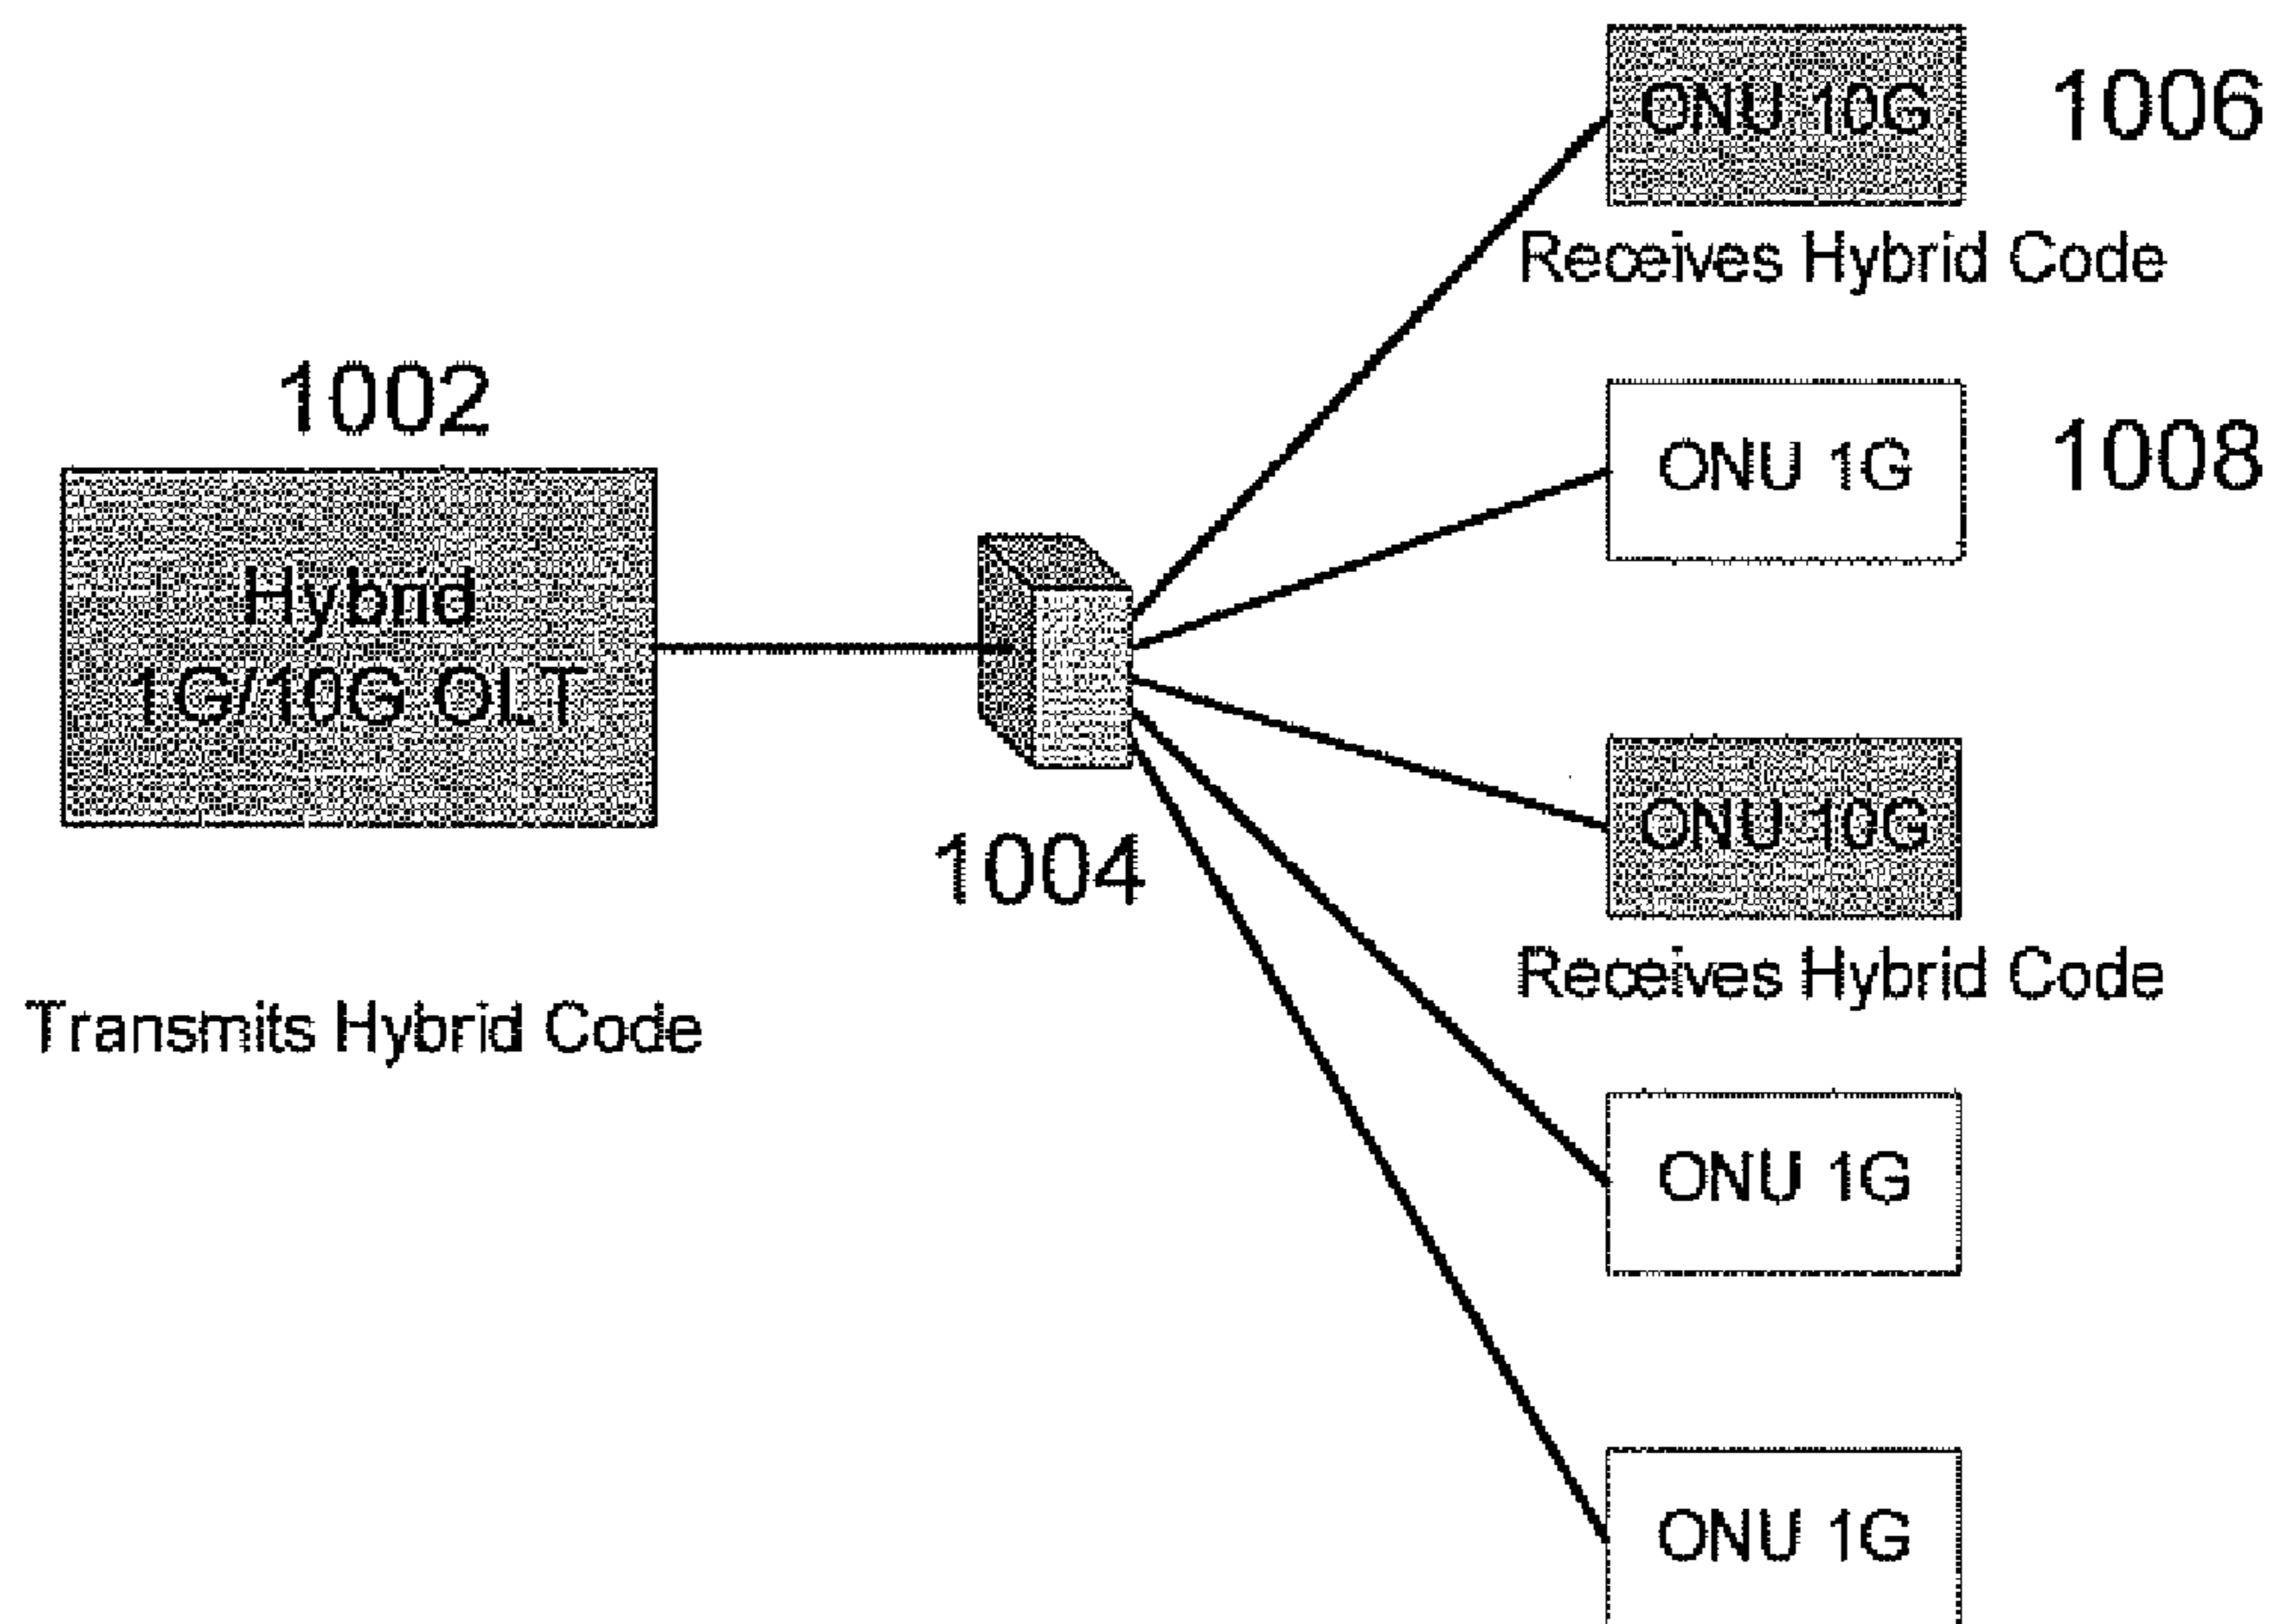 ONU 10G
1006
Receives Hybrid Code
1002
ONU 1G
1008
Hybrid
1G/10G OLT
ONU 10G
1004
Receives Hybrid Code
Transmits Hybrid Code
ONU 1G
ONU 1G